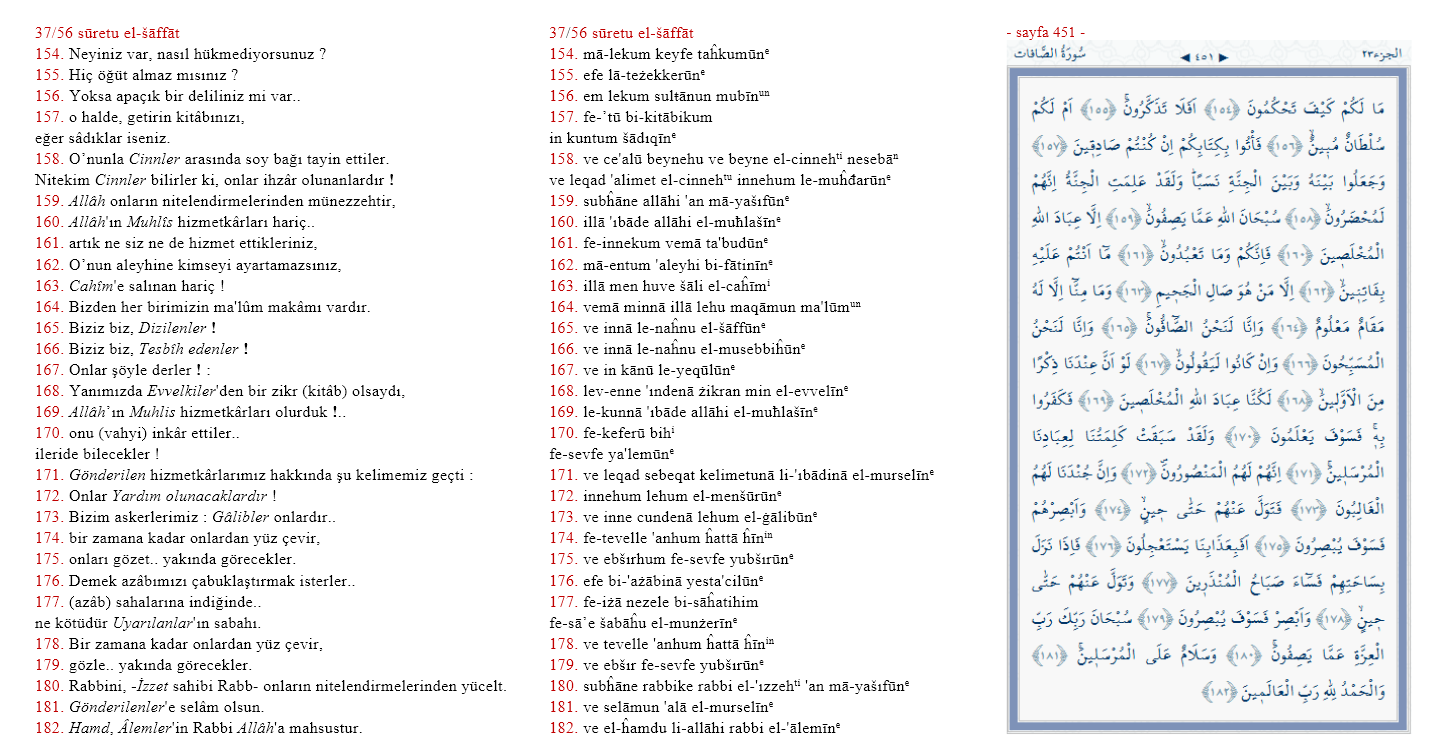 37/56 sūretu el-šāffāt
154. Neyiniz var, nasıl hükmediyorsunuz ?
155. Hiç öğüt almaz mısınız ?
156. Yoksa apaçık bir deliliniz mi var..
157. o halde, getirin kitâbınızı,
eğer sâdıklar iseniz.
158. O’nunla Cinnler arasında soy bağı tayin ettiler.
Nitekim Cinnler bilirler ki, onlar ihzâr olunanlardır !
159. Allâh onların nitelendirmelerinden münezzehtir,
160. Allâh'ın Muhlîs hizmetkârları hariç..
161. artık ne siz ne de hizmet ettikleriniz,
162. O’nun aleyhine kimseyi ayartamazsınız,
163. Cahîm'e salınan hariç !
164. Bizden her birimizin ma'lûm makâmı vardır.
165. Biziz biz, Dizilenler !
166. Biziz biz, Tesbîh edenler !
167. Onlar şöyle derler ! :
168. Yanımızda Evvelkiler'den bir zikr (kitâb) olsaydı,
169. Allâh’ın Muhlis hizmetkârları olurduk !..
170. onu (vahyi) inkâr ettiler..
ileride bilecekler !
171. Gönderilen hizmetkârlarımız hakkında şu kelimemiz geçti :
172. Onlar Yardım olunacaklardır !
173. Bizim askerlerimiz : Gâlibler onlardır..
174. bir zamana kadar onlardan yüz çevir,
175. onları gözet.. yakında görecekler.
176. Demek azâbımızı çabuklaştırmak isterler..
177. (azâb) sahalarına indiğinde..
ne kötüdür Uyarılanlar'ın sabahı.
178. Bir zamana kadar onlardan yüz çevir,
179. gözle.. yakında görecekler.
180. Rabbini, -İzzet sahibi Rabb- onların nitelendirmelerinden yücelt.
181. Gönderilenler'e selâm olsun.
182. Hamd, Âlemler'in Rabbi Allâh'a mahsustur.
37/56 sūretu el-šāffāt
154. mā-lekum keyfe taĥkumūnᵉ
155. efe lā-teżekkerūnᵉ
156. em lekum sulŧānun mubīnᵘⁿ
157. fe-’tū bi-kitābikum
in kuntum šādıqīnᵉ
158. ve ce'alū beynehu ve beyne el-cinnehᵗⁱ nesebāⁿ
ve leqad 'alimet el-cinnehᵗᵘ innehum le-muĥđarūnᵉ
159. subĥāne allāhi 'an mā-yašıfūnᵉ
160. illā 'ıbāde allāhi el-muħlašīnᵉ
161. fe-innekum vemā ta'budūnᵉ
162. mā-entum 'aleyhi bi-fātinīnᵉ
163. illā men huve šāli el-caĥīmⁱ
164. vemā minnā illā lehu maqāmun ma'lūmᵘⁿ
165. ve innā le-naĥnu el-šāffūnᵉ
166. ve innā le-naĥnu el-musebbiĥūnᵉ
167. ve in kānū le-yeqūlūnᵉ
168. lev-enne 'ındenā żikran min el-evvelīnᵉ
169. le-kunnā 'ıbāde allāhi el-muħlašīnᵉ
170. fe-keferū bihⁱ
fe-sevfe ya'lemūnᵉ
171. ve leqad sebeqat kelimetunā li-'ıbādinā el-murselīnᵉ
172. innehum lehum el-menšūrūnᵉ
173. ve inne cundenā lehum el-ġālibūnᵉ
174. fe-tevelle 'anhum ĥattā ĥīnⁱⁿ
175. ve ebšırhum fe-sevfe yubšırūnᵉ
176. efe bi-'ażābinā yesta'cilūnᵉ
177. fe-iżā nezele bi-sāĥatihim
fe-sā’e šabāĥu el-munżerīnᵉ
178. ve tevelle 'anhum ĥattā ĥīnⁱⁿ
179. ve ebšır fe-sevfe yubšırūnᵉ
180. subĥāne rabbike rabbi el-'ızzehᵗⁱ 'an mā-yašıfūnᵉ
181. ve selāmun 'alā el-murselīnᵉ
182. ve el-ĥamdu li-allāhi rabbi el-'ālemīnᵉ
- sayfa 451 -
الجزء ٢٣ ◀ ٤٥١ ▶ سُورَةُ الصَّافَّات
مَا لَكُمْ كَيْفَ تَحْكُمُونَ ﴿١٥٤﴾ اَفَلَا تَذَكَّرُونَۚ ﴿١٥٥﴾ اَمْ لَكُمْ
سُلْطَانٌ مُب۪ينٌۙ ﴿١٥٦﴾ فَأْتُوا بِكِتَابِكُمْ اِنْ كُنْتُمْ صَادِق۪ينَ ﴿١٥٧﴾
وَجَعَلُوا بَيْنَهُ وَبَيْنَ الْجِنَّةِ نَسَبًاۜ وَلَقَدْ عَلِمَتِ الْجِنَّةُ اِنَّهُمْ
لَمُحْضَرُونَۙ ﴿١٥٨﴾ سُبْحَانَ اللهِ عَمَّا يَصِفُونَۙ ﴿١٥٩﴾ اِلَّا عِبَادَ اللهِ
الْمُخْلَص۪ينَ ﴿١٦٠﴾ فَاِنَّكُمْ وَمَا تَعْبُدُونَۙ ﴿١٦١﴾ مَٓا اَنْتُمْ عَلَيْهِ
بِفَاتِن۪ينَۙ ﴿١٦٢﴾ اِلَّا مَنْ هُوَ صَالِ الْجَح۪يمِ ﴿١٦٣﴾ وَمَا مِنَّٓا اِلَّا لَهُ
مَقَامٌ مَعْلُومٌ ﴿١٦٤﴾ وَاِنَّا لَنَحْنُ الصَّٓافُّونَۚ ﴿١٦٥﴾ وَاِنَّا لَنَحْنُ
الْمُسَبِّحُونَ ﴿١٦٦﴾ وَاِنْ كَانُوا لَيَقُولُونَۙ ﴿١٦٧﴾ لَوْ اَنَّ عِنْدَنَا ذِكْرًا
مِنَ الْاَوَّل۪ينَۙ ﴿١٦٨﴾ لَكُنَّا عِبَادَ اللهِ الْمُخْلَص۪ينَ ﴿١٦٩﴾ فَكَفَرُوا
بِه۪ۚ فَسَوْفَ يَعْلَمُونَ ﴿١٧٠﴾ وَلَقَدْ سَبَقَتْ كَلِمَتُنَا لِعِبَادِنَا
الْمُرْسَل۪ينَۚ ﴿١٧١﴾ اِنَّهُمْ لَهُمُ الْمَنْصُورُونَۖ ﴿١٧٢﴾ وَاِنَّ جُنْدَنَا لَهُمُ
الْغَالِبُونَ ﴿١٧٣﴾ فَتَوَلَّ عَنْهُمْ حَتّٰى ح۪ينٍۙ ﴿١٧٤﴾ وَاَبْصِرْهُمْ
فَسَوْفَ يُبْصِرُونَ ﴿١٧٥﴾ اَفَبِعَذَابِنَا يَسْتَعْجِلُونَ ﴿١٧٦﴾ فَاِذَا نَزَلَ
بِسَاحَتِهِمْ فَسَٓاءَ صَبَاحُ الْمُنْذَر۪ينَ ﴿١٧٧﴾ وَتَوَلَّ عَنْهُمْ حَتّٰى
ح۪ينٍۙ ﴿١٧٨﴾ وَاَبْصِرْ فَسَوْفَ يُبْصِرُونَ ﴿١٧٩﴾ سُبْحَانَ رَبِّكَ رَبِّ
الْعِزَّةِ عَمَّا يَصِفُونَۚ ﴿١٨٠﴾ وَسَلَامٌ عَلَى الْمُرْسَل۪ينَۚ ﴿١٨١﴾
وَالْحَمْدُ لِلهِ رَبِّ الْعَالَم۪ينَ ﴿١٨٢﴾